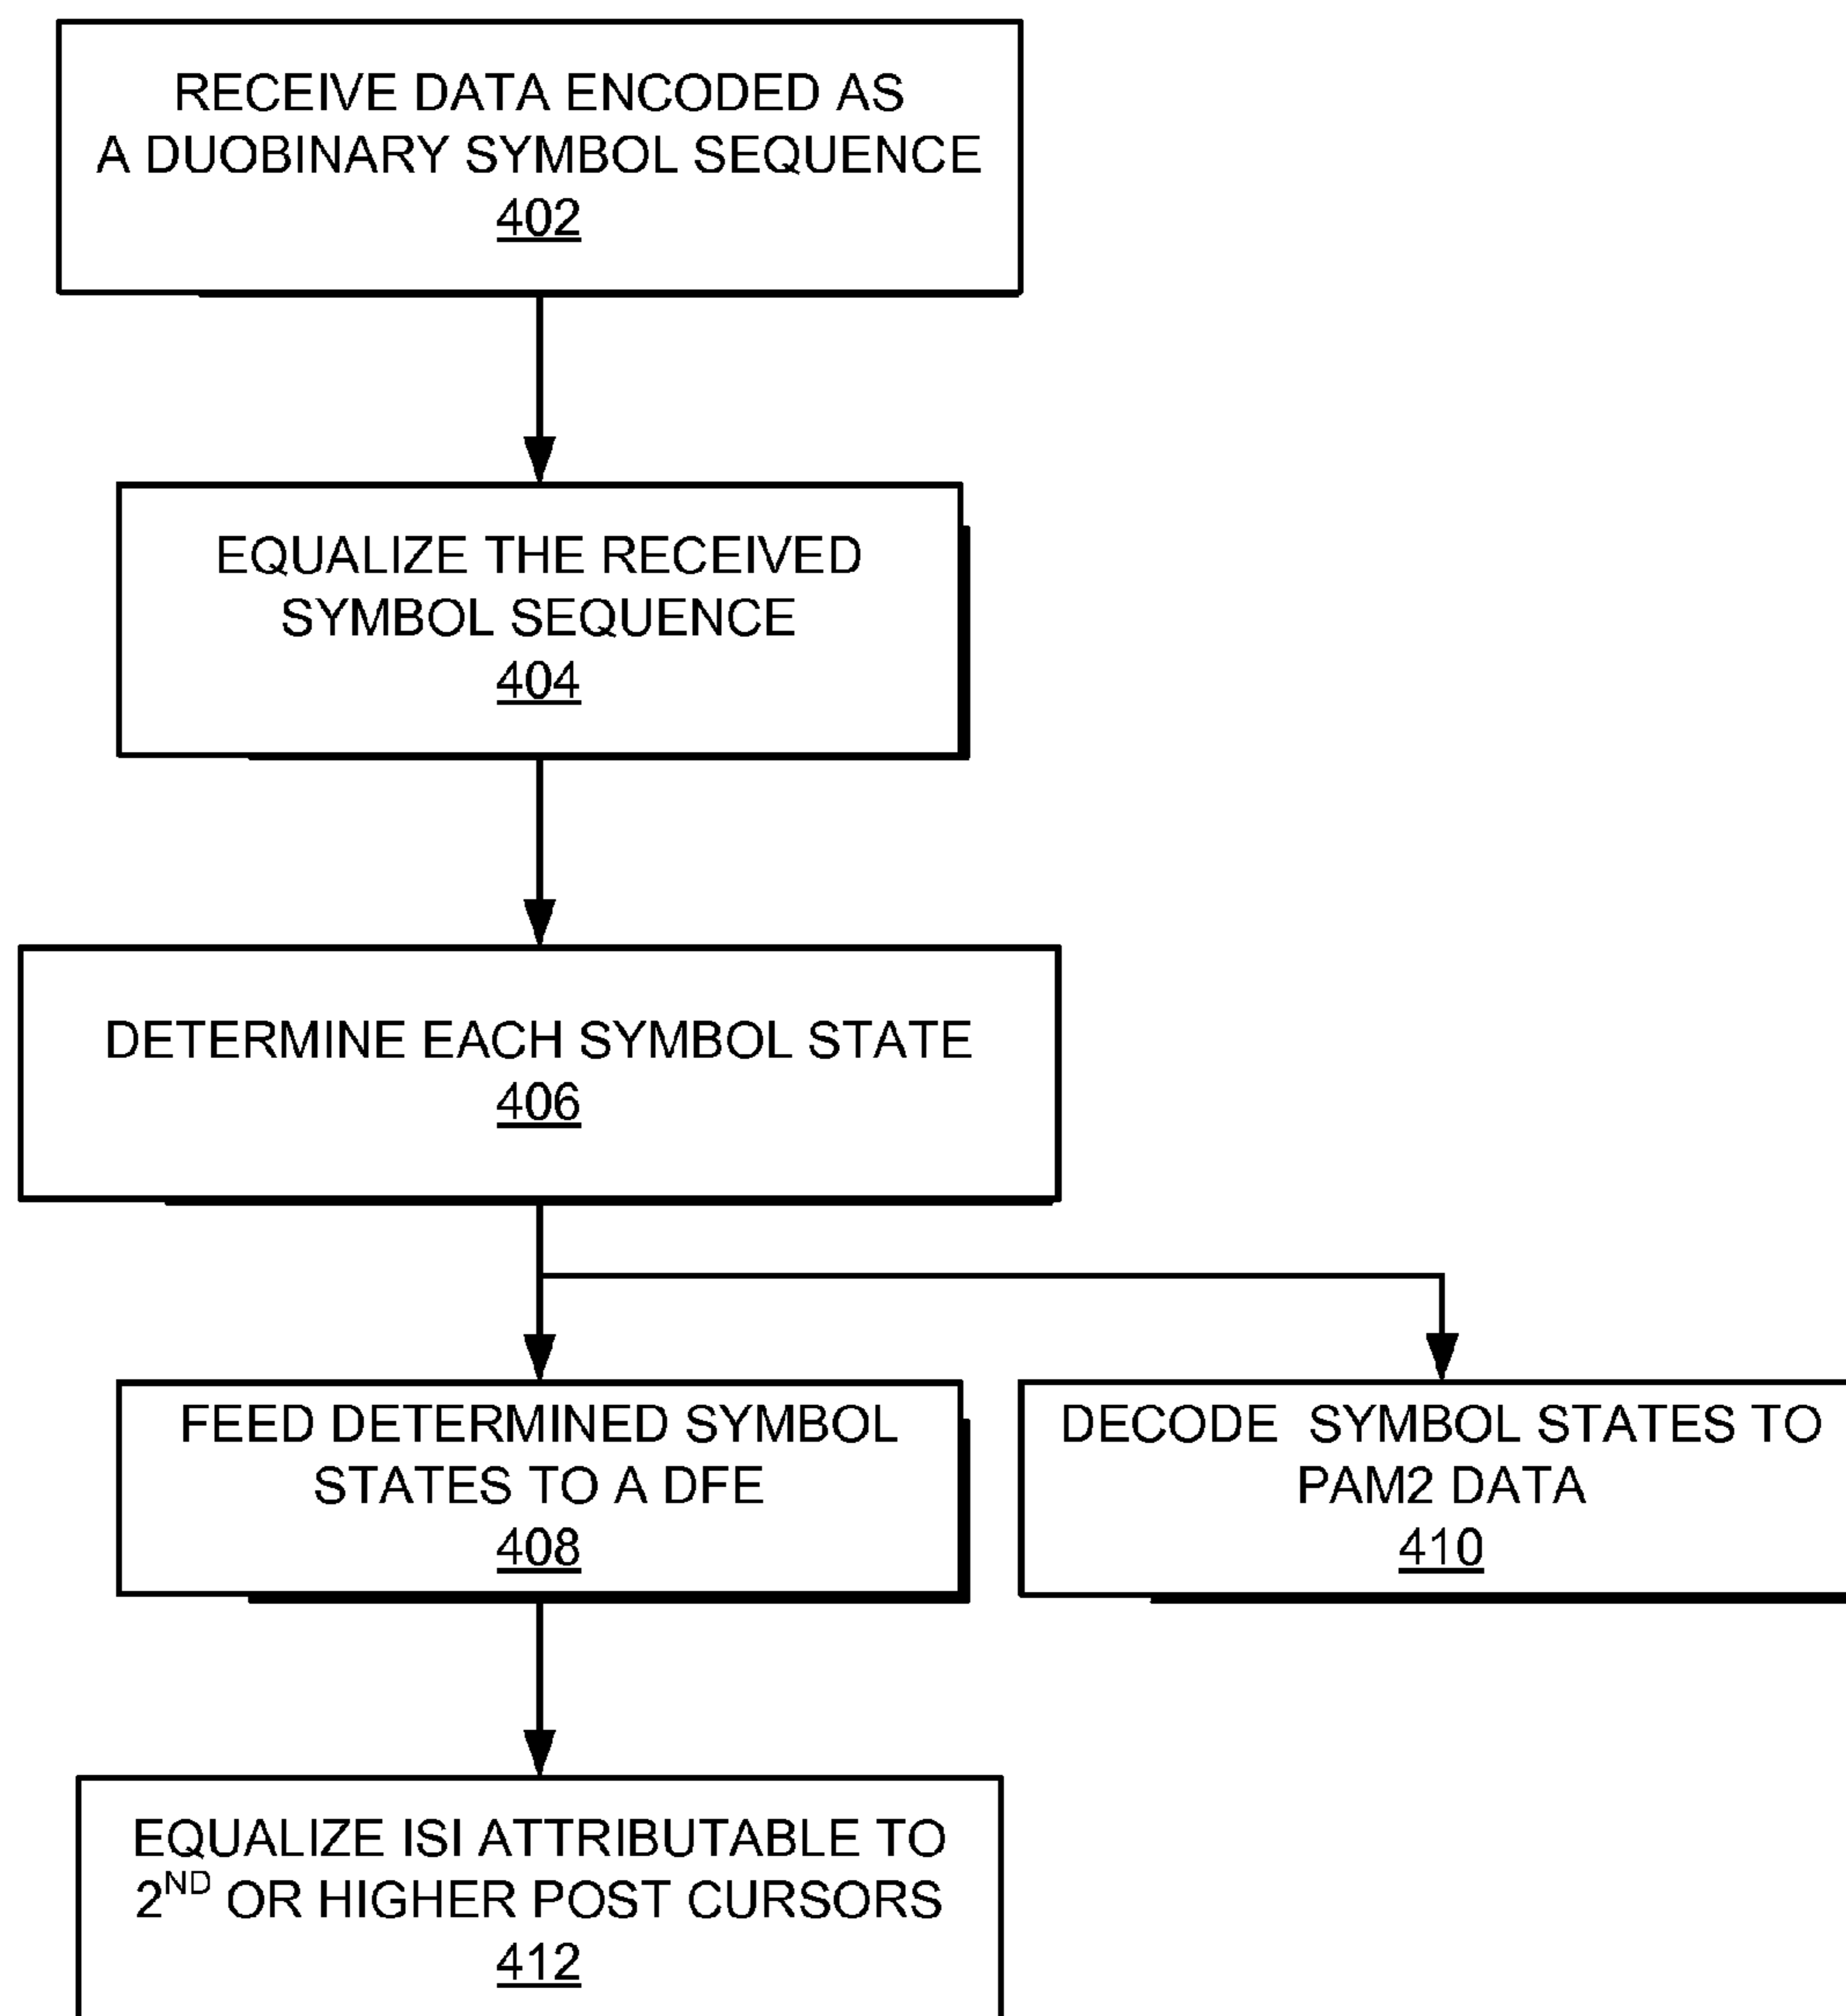 RECEIVE DATA ENCODED AS
A DUOBINARY SYMBOL SEQUENCE
402
EQUALIZE THE RECEIVED
SYMBOL SEQUENCE
404
DETERMINE EACH SYMBOL STATE
406
FEED DETERMINED SYMBOL
STATES TO A DFE
408
DECODE SYMBOL STATES TO
PAM2 DATA
410
EQUALIZE ISI ATTRIBUTABLE TO
2ND OR HIGHER POST CURSORS
412